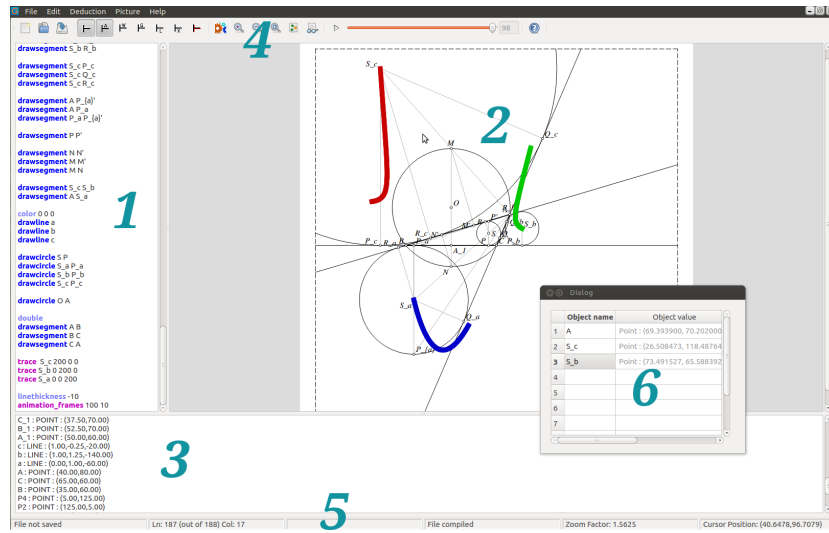 File Edit Deduction Picture Help
98
4
drawsegment S_b R_b
drawsegment S_c P_c
drawsegment S_c Q_c
drawsegment S_c R_c
drawsegment A P_{a}'
drawsegment A P_a
drawsegment P_a P_{a}'
drawsegment P P'
drawsegment N N'
drawsegment M M'
drawsegment M N
drawsegment S_c S_b
drawsegment A S_a
color 0 0 0
drawline a
drawline b
drawline c
drawcircle S P
drawcircle S_a P_a
drawcircle S_b P_b
drawcircle S_c P_c
drawcircle O A
double
drawsegment A B
drawsegment B C
drawsegment C A
trace S_c 200 0 0
trace S_b 0 200 0
trace S_a 0 0 200
linethickness -10
animation_frames 100 10
1
S_c
2
Q_c
M
O
S_b
R_c N' M' R P'
S
P_c R_a B P_a A_1 P C P_b
N
S_a
Q_a
P_{a}'
Dialog
Object name Object value
1 A Point : (69.393900, 70.202000
2 S_c Point : (26.508473, 118.48764
3 S_b Point : (73.491527, 65.588392
4
5
6
7
6
C_1 : POINT : (37.50,70.00)
B_1 : POINT : (52.50,70.00)
A_1 : POINT : (50.00,60.00)
c : LINE : (1.00,-0.25,-20.00)
b : LINE : (1.00,1.25,-140.00)
a : LINE : (0.00,1.00,-60.00)
A : POINT : (40.00,80.00)
C : POINT : (65.00,60.00)
B : POINT : (35.00,60.00)
P4 : POINT : (5.00,125.00)
P2 : POINT : (125.00,5.00)
3
5
File not saved Ln: 187 (out of 188) Col: 17 File compiled Zoom Factor: 1.5625 Cursor Position: (40.6478,96.7079)